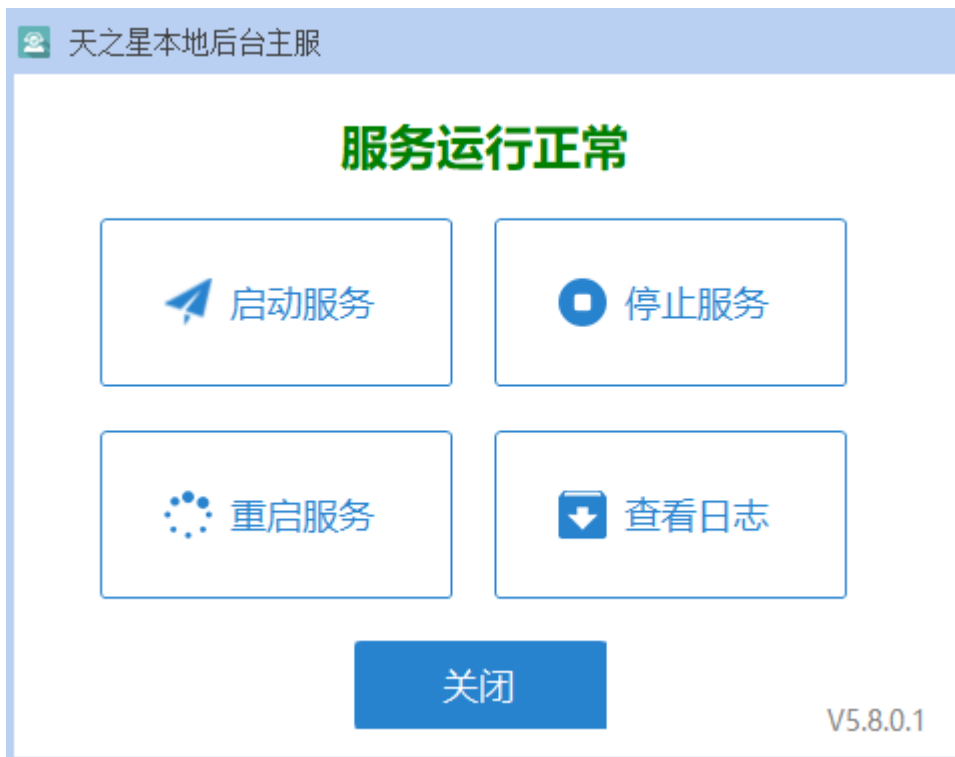 天之星本地后台主服
服务运行正常
启动服务
停止服务
重启服务
查看日志
关闭
V5.8.0.1